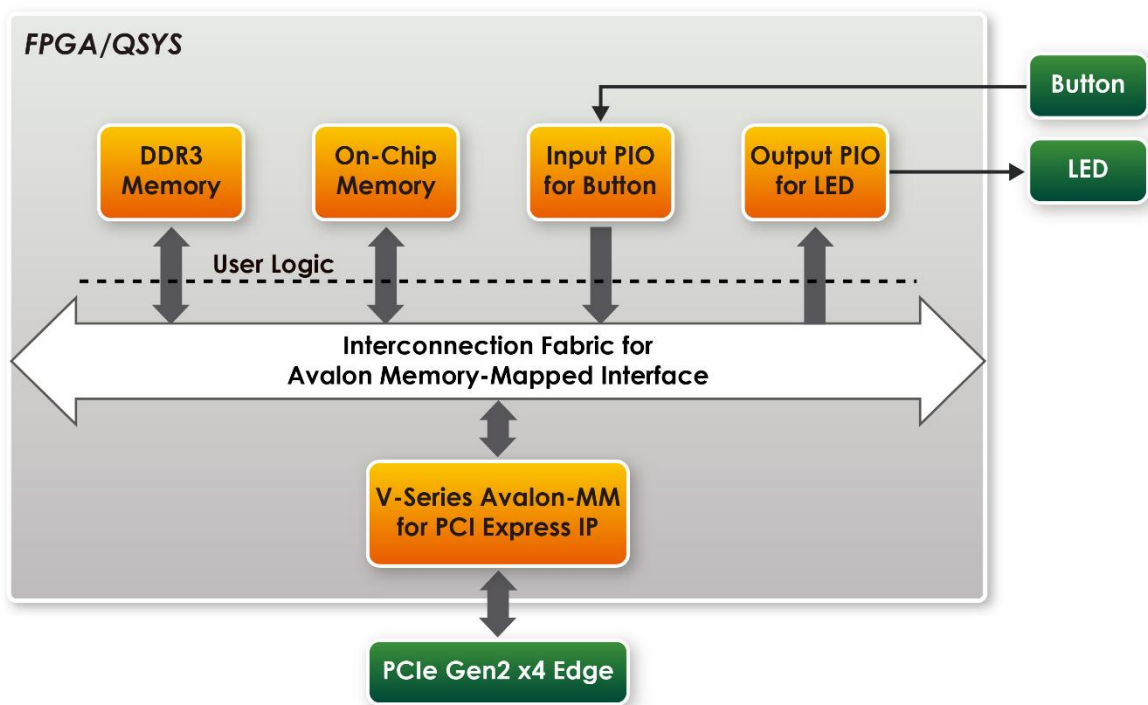 FPGA/QSYS
Button
LED
DDR3
Memory
On-Chip
Memory
Input PIO
for Button
Output PIO
for LED
User Logic
Interconnection Fabric for
Avalon Memory-Mapped Interface
V-Series Avalon-MM
for PCI Express IP
PCIe Gen2 x4 Edge